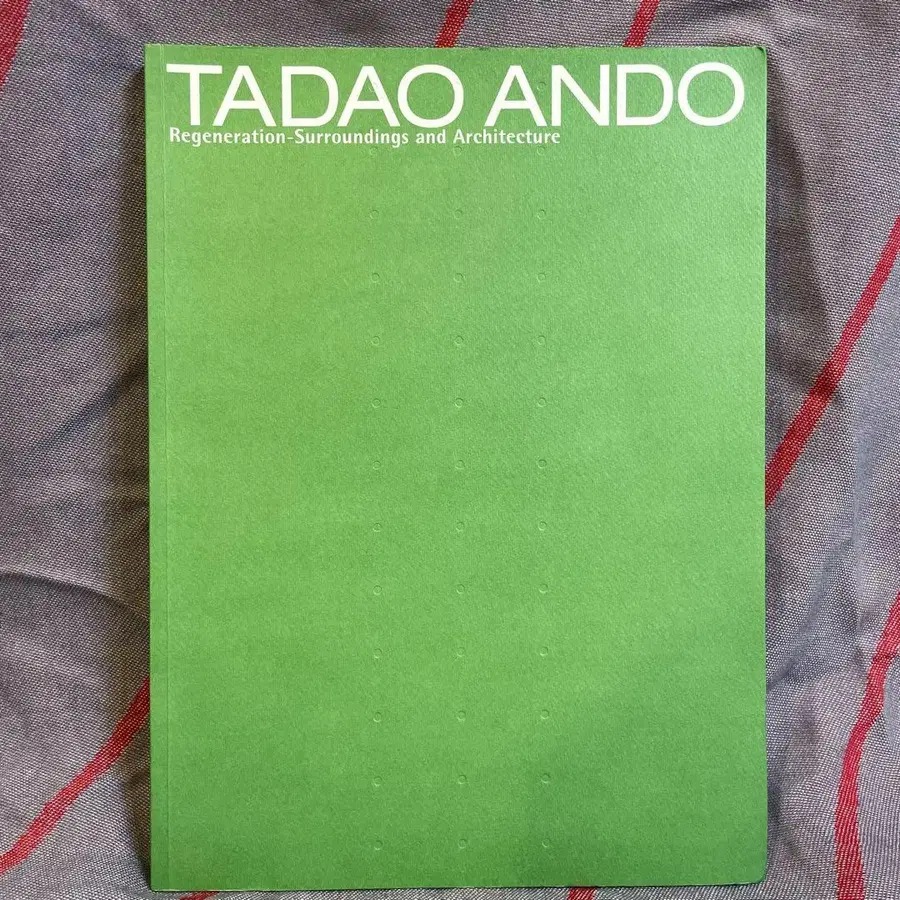 TADAO ANDO
Regeneration-Surroundings and Architecture